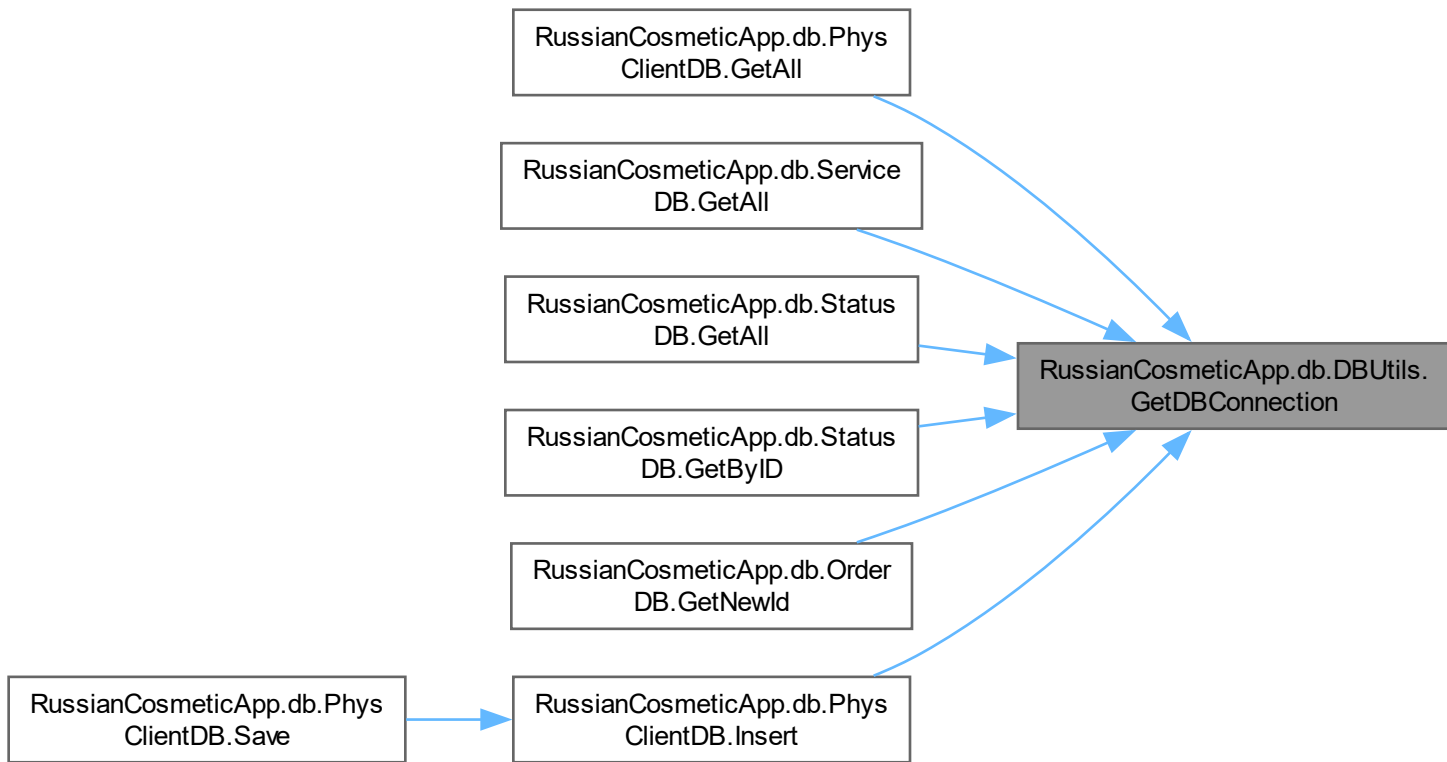 RussianCosmeticApp.db.Phys
ClientDB.GetAll
RussianCosmeticApp.db.Service
DB.GetAll
RussianCosmeticApp.db.Status
DB.GetAll
RussianCosmeticApp.db.DBUtils.
GetDBConnection
RussianCosmeticApp.db.Status
DB.GetByID
RussianCosmeticApp.db.Order
DB.GetNewId
RussianCosmeticApp.db.Phys
ClientDB.Save
RussianCosmeticApp.db.Phys
ClientDB.Insert